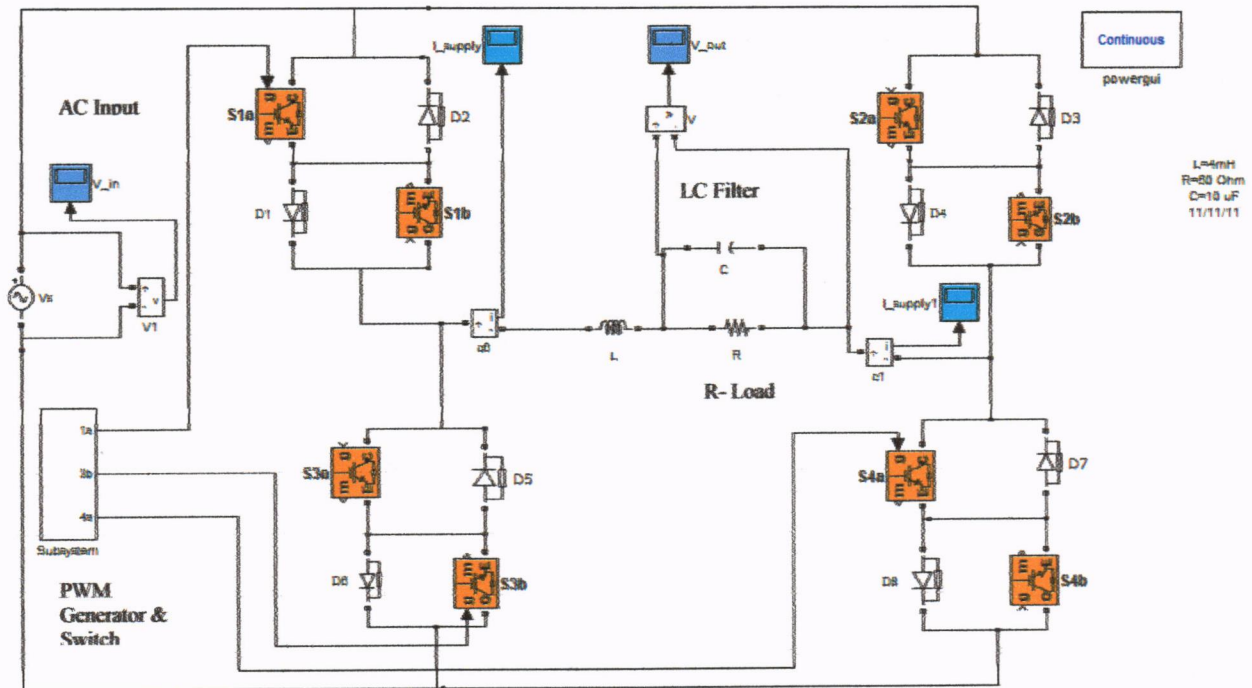 I_supply
V_out
Continuous
powergui
AC Input
S1a
g
C
m
E
D2
V
S2a
g
C
m
E
D3
V_in
LC Filter
L=4mH
R=60 Ohm
C=10 uF
11/11/11
D1
S1b
m
g
C
D4
S2b
m
g
C
C
I_supply1
Vs
V1
L
R
R- Load
1a
3b
4a
Subsystem
S3a
g
C
m
E
D5
S4a
g
C
m
E
D7
D6
S3b
m
g
C
D8
S4b
m
g
C
PWM
Generator &
Switch